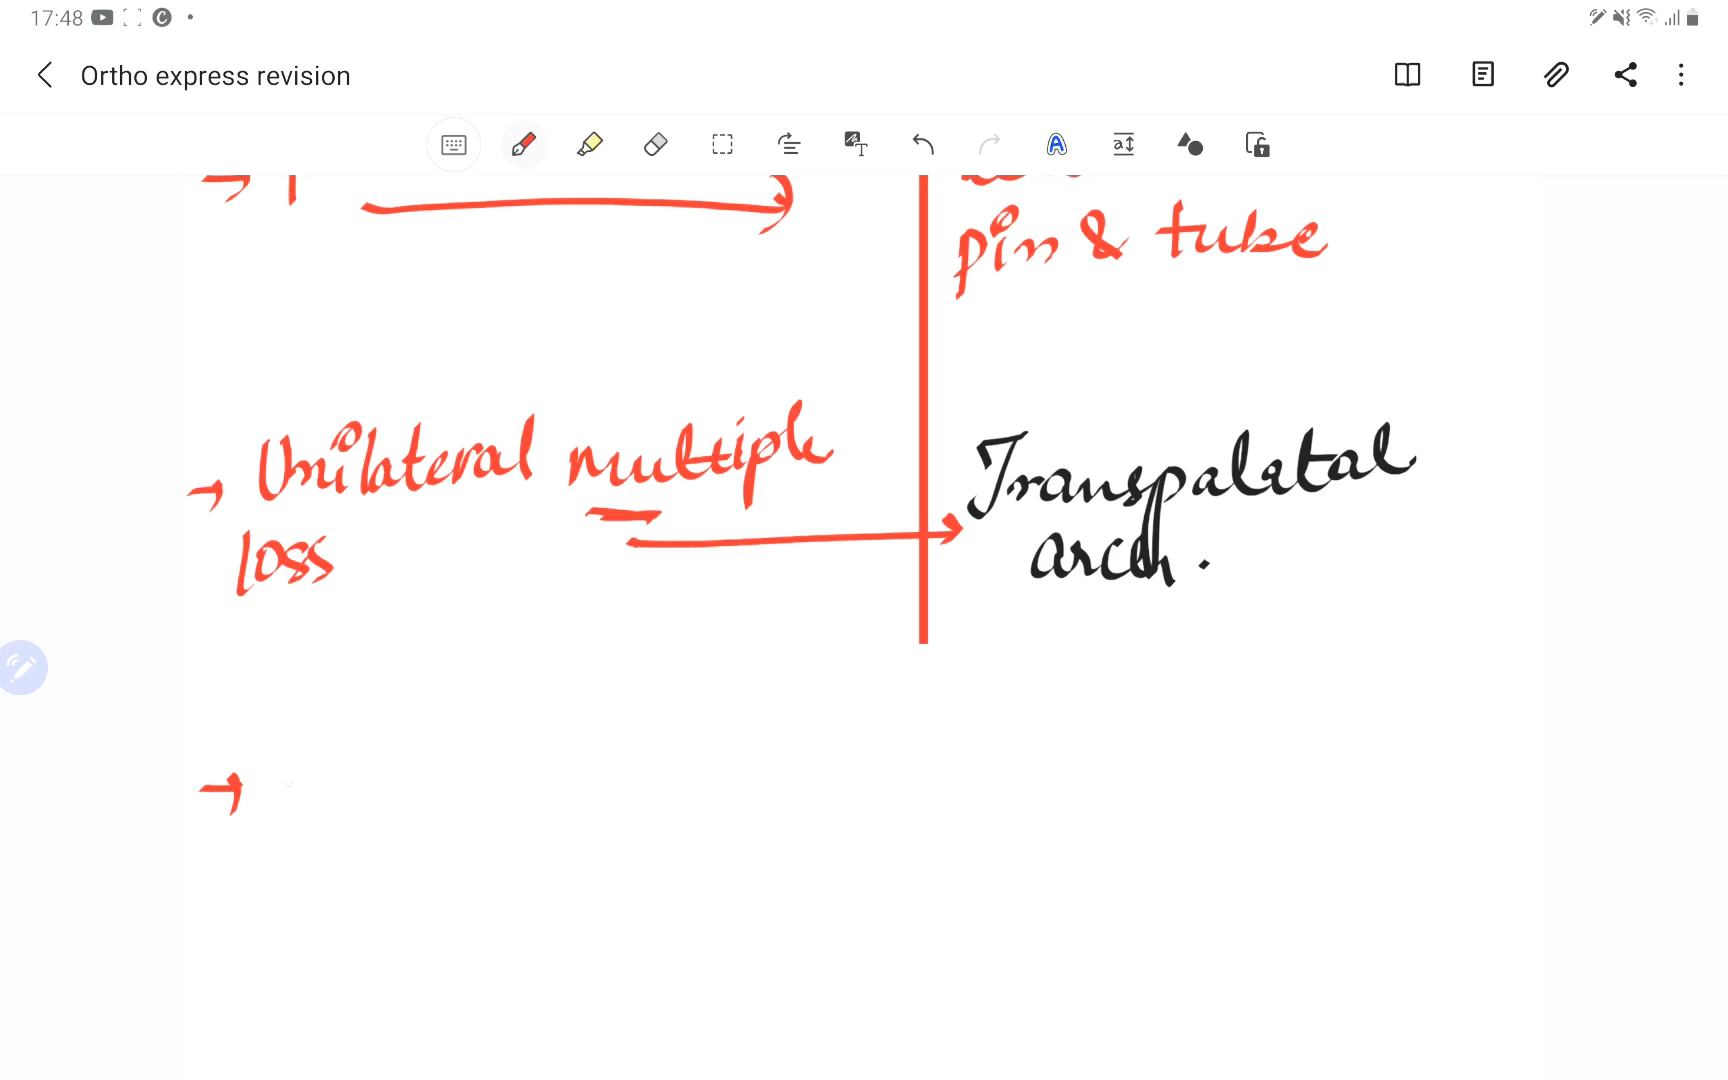 17:48
Ortho express revision
pin & tube
→ Unilateral multiple
loss
Transpalatal
arch.
→